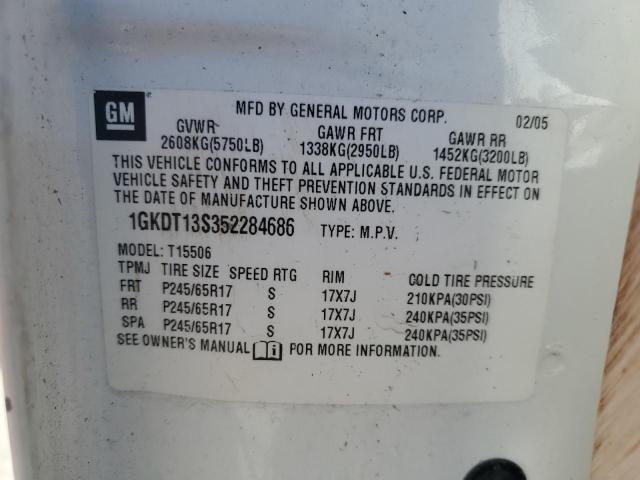 GM
MFD BY GENERAL MOTORS CORP. 02/05
GVWR GAWR FRT GAWR RR
2608KG(5750LB) 1338KG(2950LB) 1452KG(3200LB)
THIS VEHICLE CONFORMS TO ALL APPLICABLE U.S. FEDERAL MOTOR
VEHICLE SAFETY AND THEFT PREVENTION STANDARDS IN EFFECT ON
THE DATE OF MANUFACTURE SHOWN ABOVE.
1GKDT13S352284686 TYPE: M.P.V.
MODEL: T15506
TPMJ TIRE SIZE SPEED RTG RIM COLD TIRE PRESSURE
FRT P245/65R17 S 17X7J 210KPA(30PSI)
RR P245/65R17 S 17X7J 240KPA(35PSI)
SPA P245/65R17 S 17X7J 240KPA(35PSI)
SEE OWNER'S MANUAL FOR MORE INFORMATION.